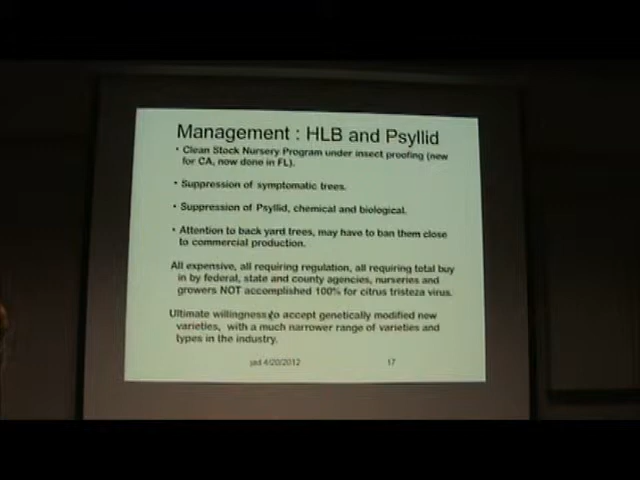 Management : HLB and Psyllid
• Clean Stock Nursery Program under insect proofing (new
for CA, now done in FL).
• Suppression of symptomatic trees.
• Suppression of Psyllid, chemical and biological.
• Attention to back yard trees, may have to ban them close
to commercial production.
All expensive, all requiring regulation, all requiring total buy
in by federal, state and county agencies, nurseries and
growers NOT accomplished 100% for citrus tristeza virus.
Ultimate willingness to accept genetically modified new
varieties, with a much narrower range of varieties and
types in the industry.
4/20/2012 17